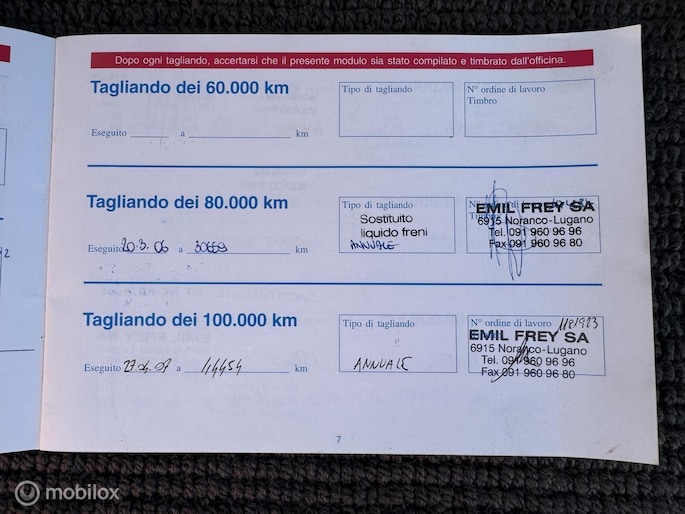 Dopo ogni tagliando, accertarsi che il presente modulo sia stato compilato e timbrato dall'officina.
Tagliando dei 60.000 km
Tipo di tagliando
N° ordine di lavoro
Timbro
Eseguito a km
Tagliando dei 80.000 km
Tipo di tagliando
Sostituito
liquido freni
ANNUALE
N°
Timbro
EMIL FREY SA
6915 Noranco-Lugano
Tel. 091 960 96 96
Fax 091 960 96 80
Eseguito 20.3.06 a 30659 km
Tagliando dei 100.000 km
Tipo di tagliando
ANNUALE
N° ordine di lavoro
EMIL FREY SA
6915 Noranco-Lugano
Tel. 091 960 96 96
Fax 091 960 96 80
Eseguito a 44454 km
7
mobilox